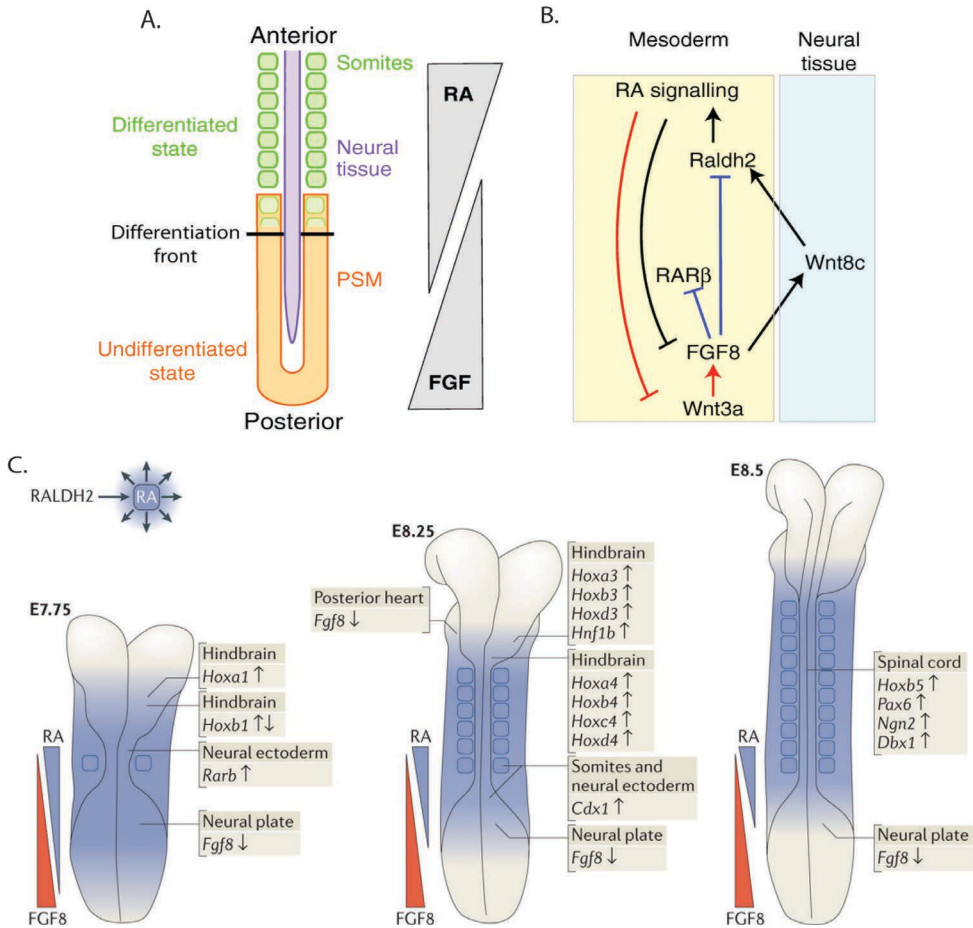 A.
Anterior
Somites
Differentiated
state
Neural
tissue
Differentiation
front
PSM
Undifferentiated
state
Posterior
RA
FGF
B.
Mesoderm
Neural
tissue
RA signalling
Raldh2
Wnt8c
RARβ
FGF8
Wnt3a
C.
RALDH2
RA
E7.75
Hindbrain
Hoxa1 ↑
Hindbrain
Hoxb1 ↑↓
Neural ectoderm
Rarb ↑
Neural plate
Fgf8 ↓
RA
FGF8
E8.25
Posterior heart
Fgf8 ↓
Hindbrain
Hoxa3 ↑
Hoxb3 ↑
Hoxd3 ↑
Hnf1b ↑
Hindbrain
Hoxa4 ↑
Hoxb4 ↑
Hoxc4 ↑
Hoxd4 ↑
Somites and
neural ectoderm
Cdx1 ↑
Neural plate
Fgf8 ↓
RA
FGF8
E8.5
Spinal cord
Hoxb5 ↑
Pax6 ↑
Ngn2 ↑
Dbx1 ↑
Neural plate
Fgf8 ↓
RA
FGF8